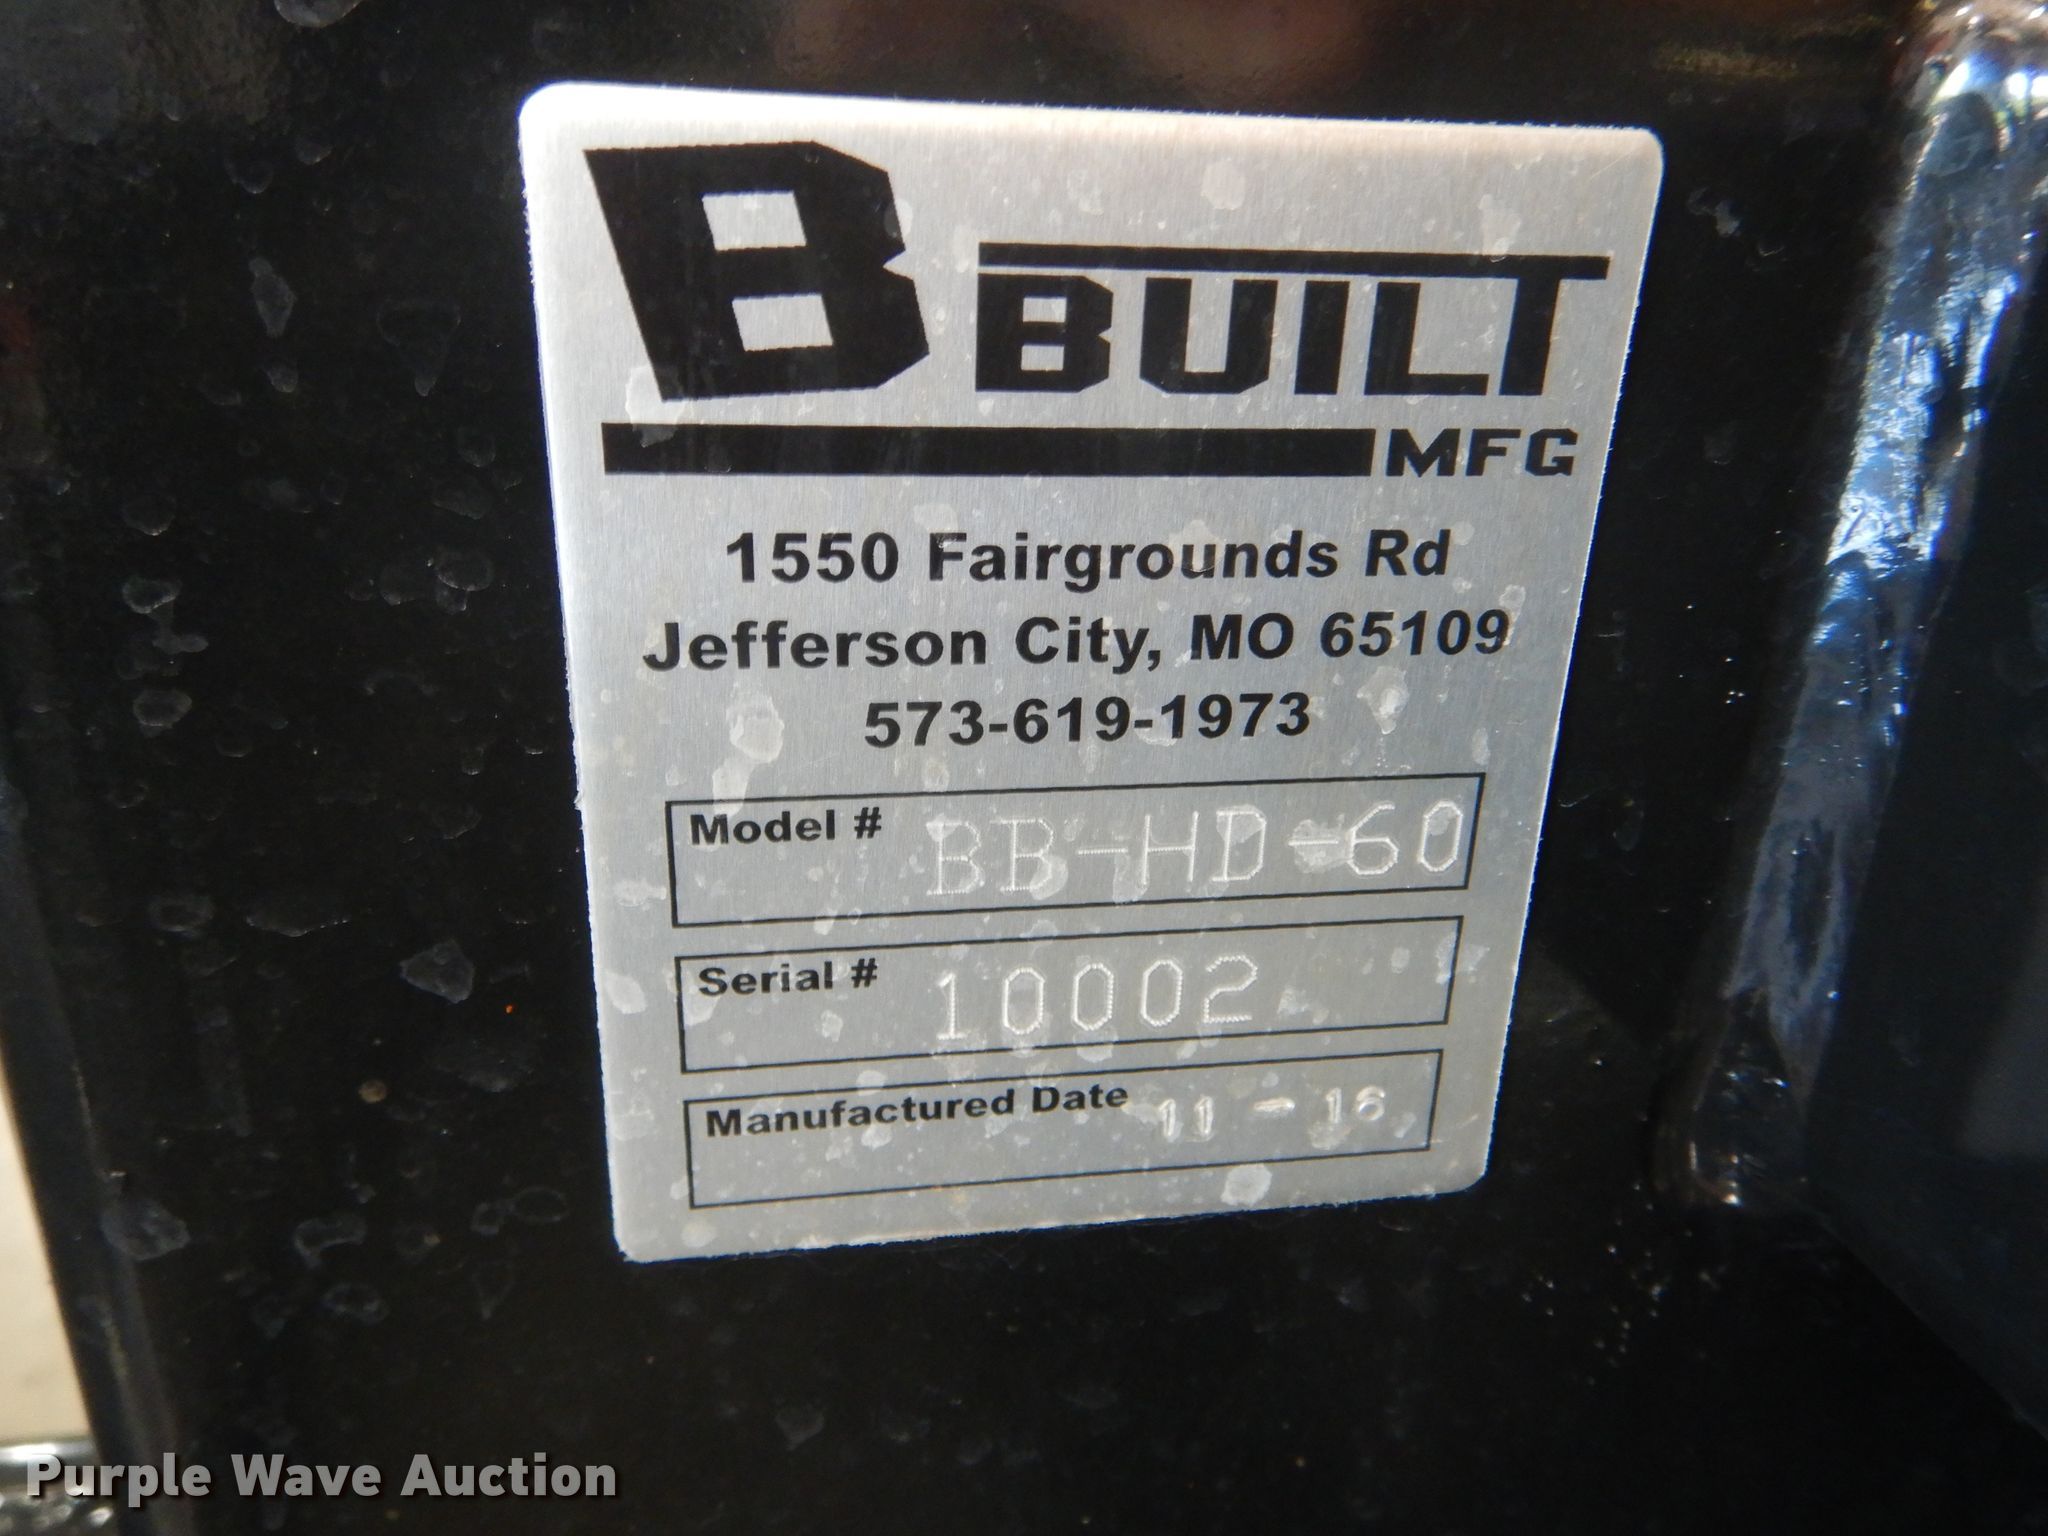 B BUILT
MFG
1550 Fairgrounds Rd
Jefferson City, MO 65109
573-619-1973
Model # BB-HD-60
Serial # 10002
Manufactured Date 11 - 16
Purple Wave Auction